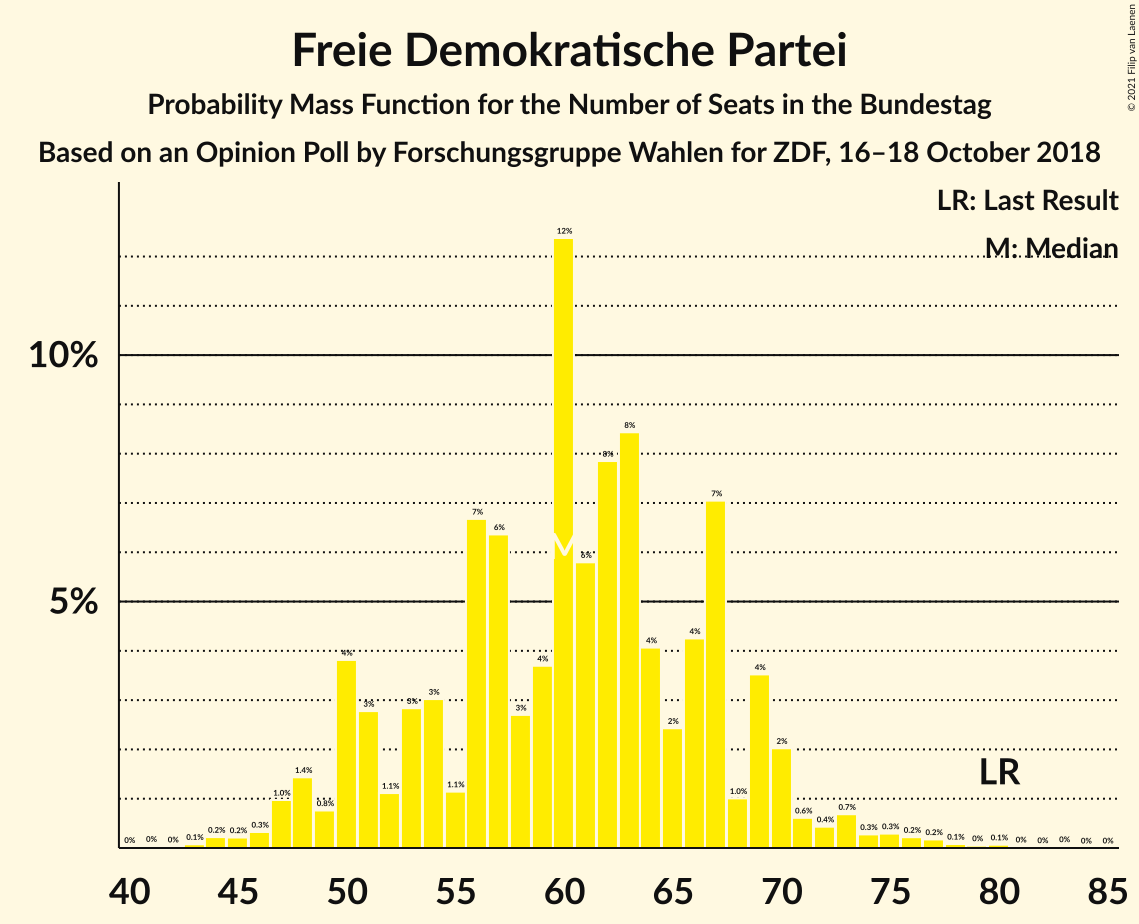 © 2021 Filip van Laenen
Freie Demokratische Partei
Probability Mass Function for the Number of Seats in the Bundestag
Based on an Opinion Poll by Forschungsgruppe Wahlen for ZDF, 16–18 October 2018
LR: Last Result
M: Median
10%
5%
0% 0% 0% 0.1% 0.2% 0.2% 0.3% 1.0% 1.4% 0.8% 4% 3% 1.1% 3% 3% 1.1% 7% 6% 3% 4% 12% 6% 8% 8% 4% 2% 4% 7% 1.0% 4% 2% 0.6% 0.4% 0.7% 0.3% 0.3% 0.2% 0.2% 0.1% 0% 0.1% 0% 0% 0% 0% 0%
M
LR
40 45 50 55 60 65 70 75 80 85